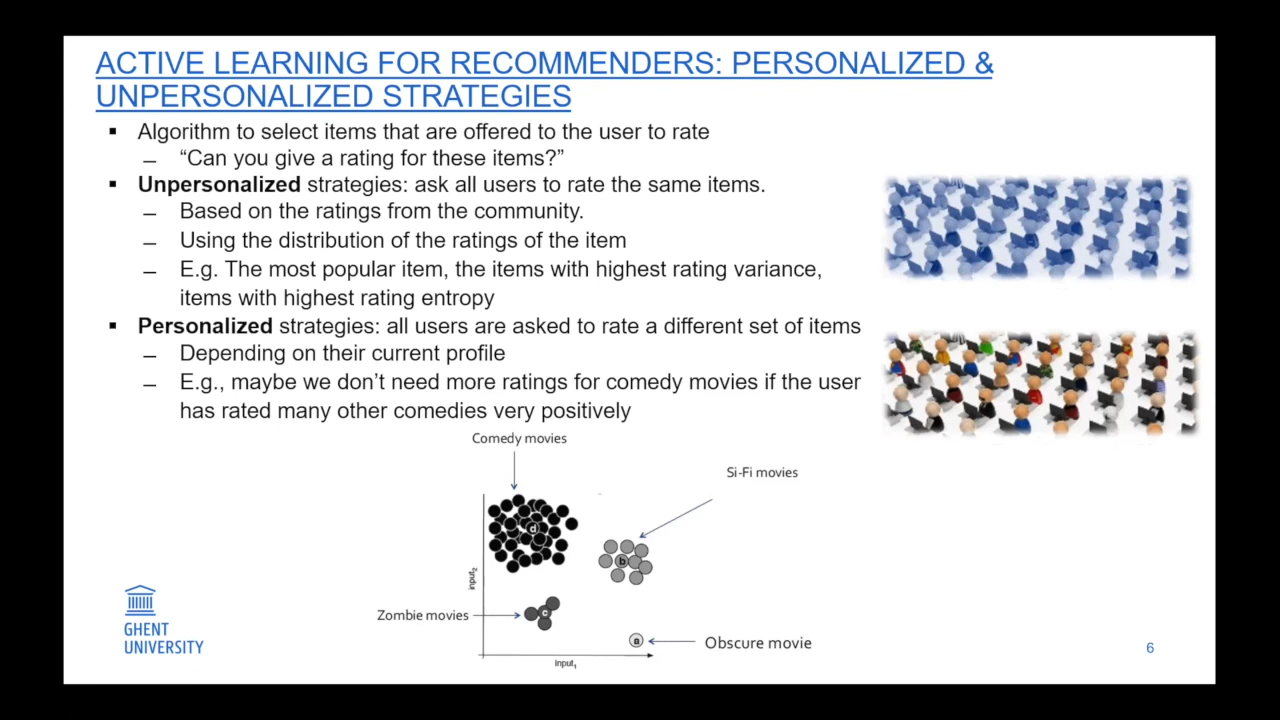 ACTIVE LEARNING FOR RECOMMENDERS: PERSONALIZED &
UNPERSONALIZED STRATEGIES
▪ Algorithm to select items that are offered to the user to rate
– “Can you give a rating for these items?”
▪ Unpersonalized strategies: ask all users to rate the same items.
– Based on the ratings from the community.
– Using the distribution of the ratings of the item
– E.g. The most popular item, the items with highest rating variance,
items with highest rating entropy
▪ Personalized strategies: all users are asked to rate a different set of items
– Depending on their current profile
– E.g., maybe we don’t need more ratings for comedy movies if the user
has rated many other comedies very positively
Comedy movies
Si-Fi movies
d
b
input₂
Zombie movies
c
a
Obscure movie
input₁
GHENT
UNIVERSITY
6